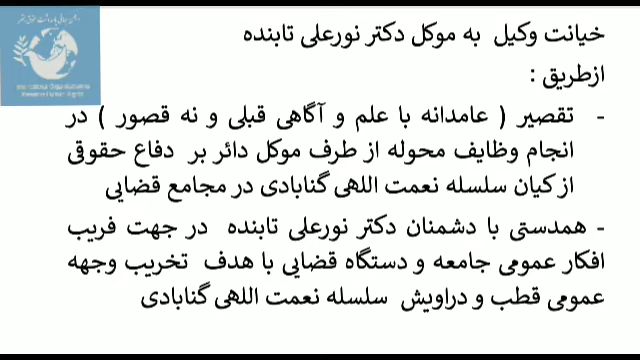 خیانت وکیل به موکل دکتر نورعلی تابنده
ازطریق :
- تقصیر ( عامدانه با علم و آگاهی قبلی و نه قصور ) در
انجام وظایف محوله از طرف موکل دائر بر دفاع حقوقی
از کیان سلسله نعمت اللهی گنابادی در مجامع قضایی
- همدستی با دشمنان دکتر نورعلی تابنده در جهت فریب
افکار عمومی جامعه و دستگاه قضایی با هدف تخریب وجهه
عمومی قطب و دراویش سلسله نعمت اللهی گنابادی